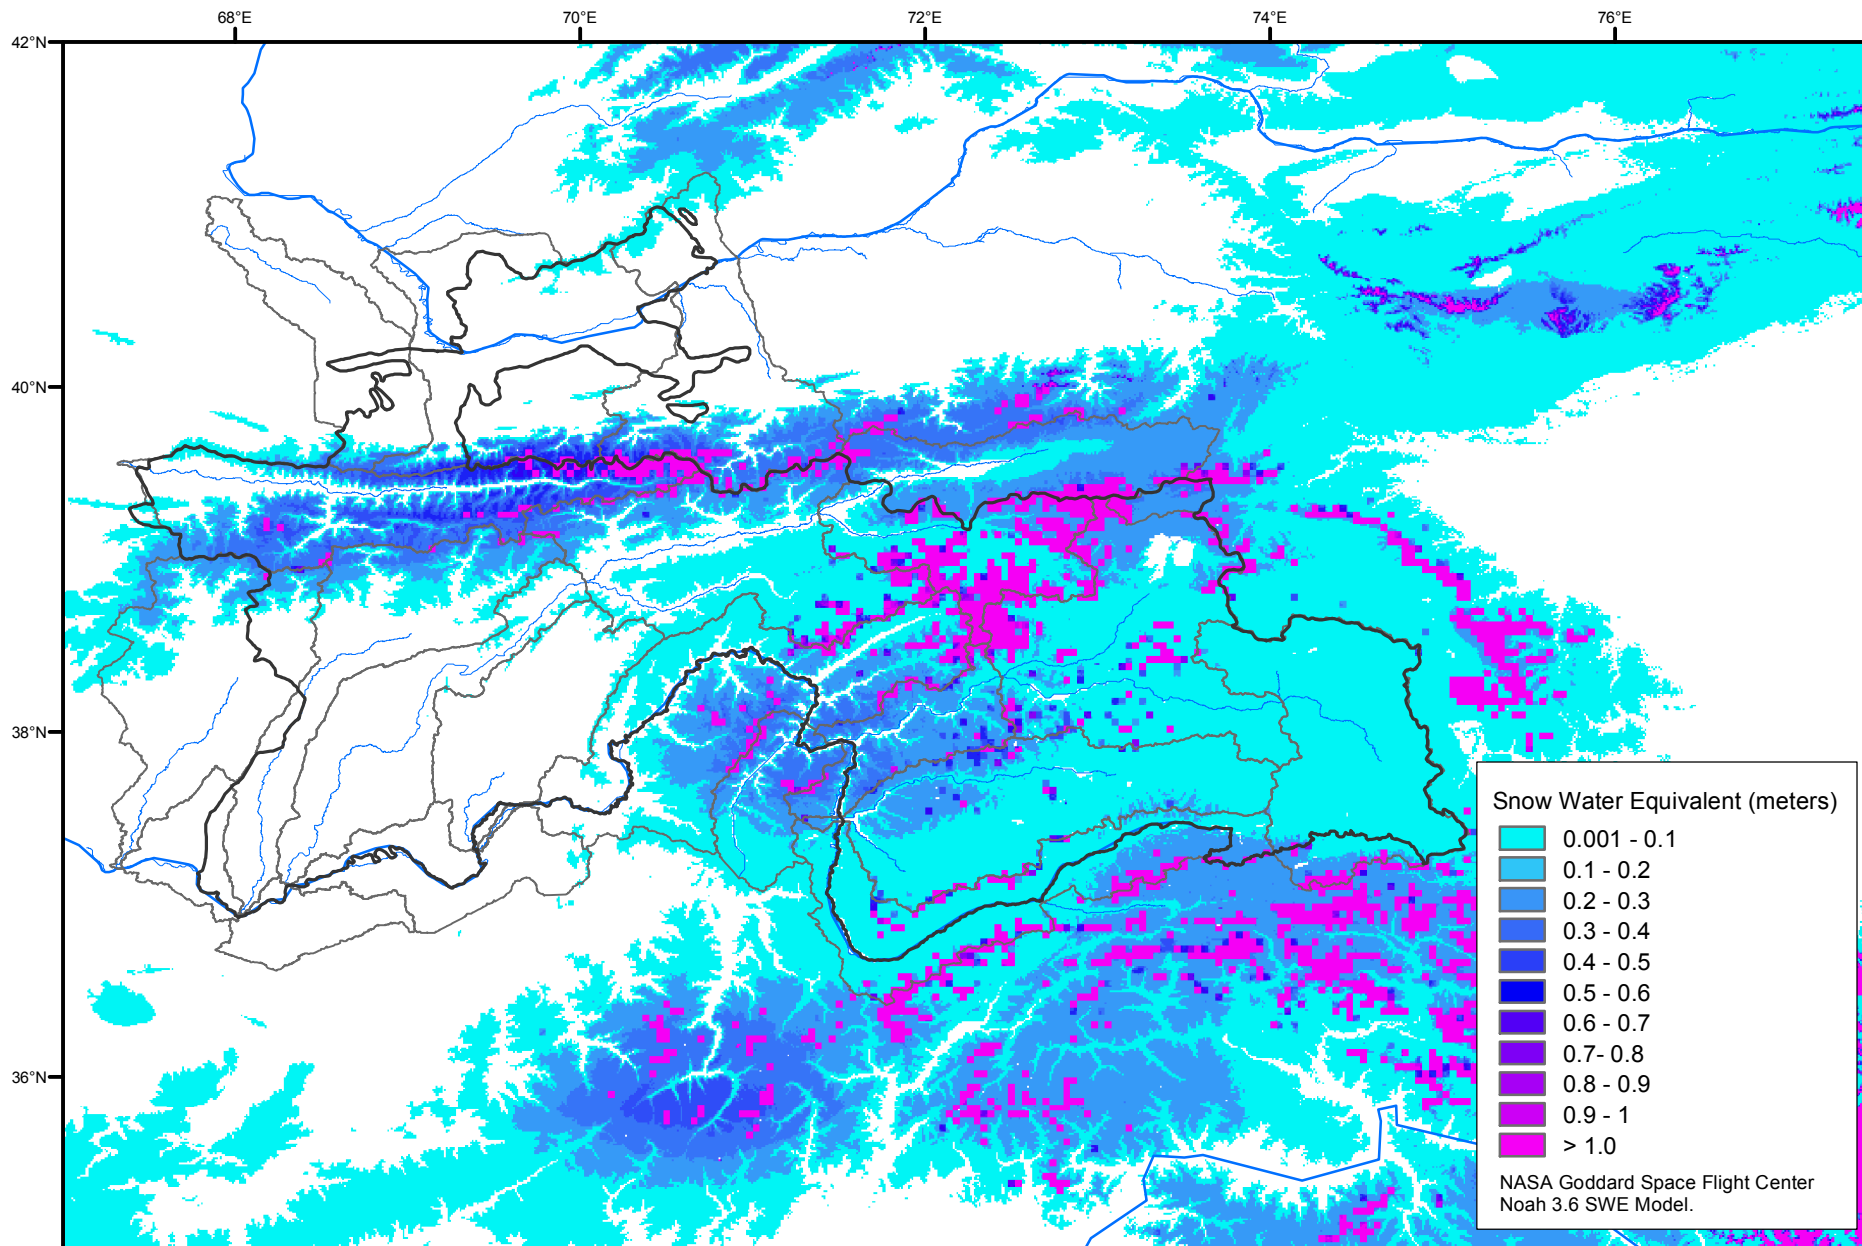 68°E
70°E
72°E
74°E
76°E
42°N
40°N
38°N
36°N
Snow Water Equivalent (meters)
0.001 - 0.1
0.1 - 0.2
0.2 - 0.3
0.3 - 0.4
0.4 - 0.5
0.5 - 0.6
0.6 - 0.7
0.7- 0.8
0.8 - 0.9
0.9 - 1
> 1.0
NASA Goddard Space Flight Center
Noah 3.6 SWE Model.